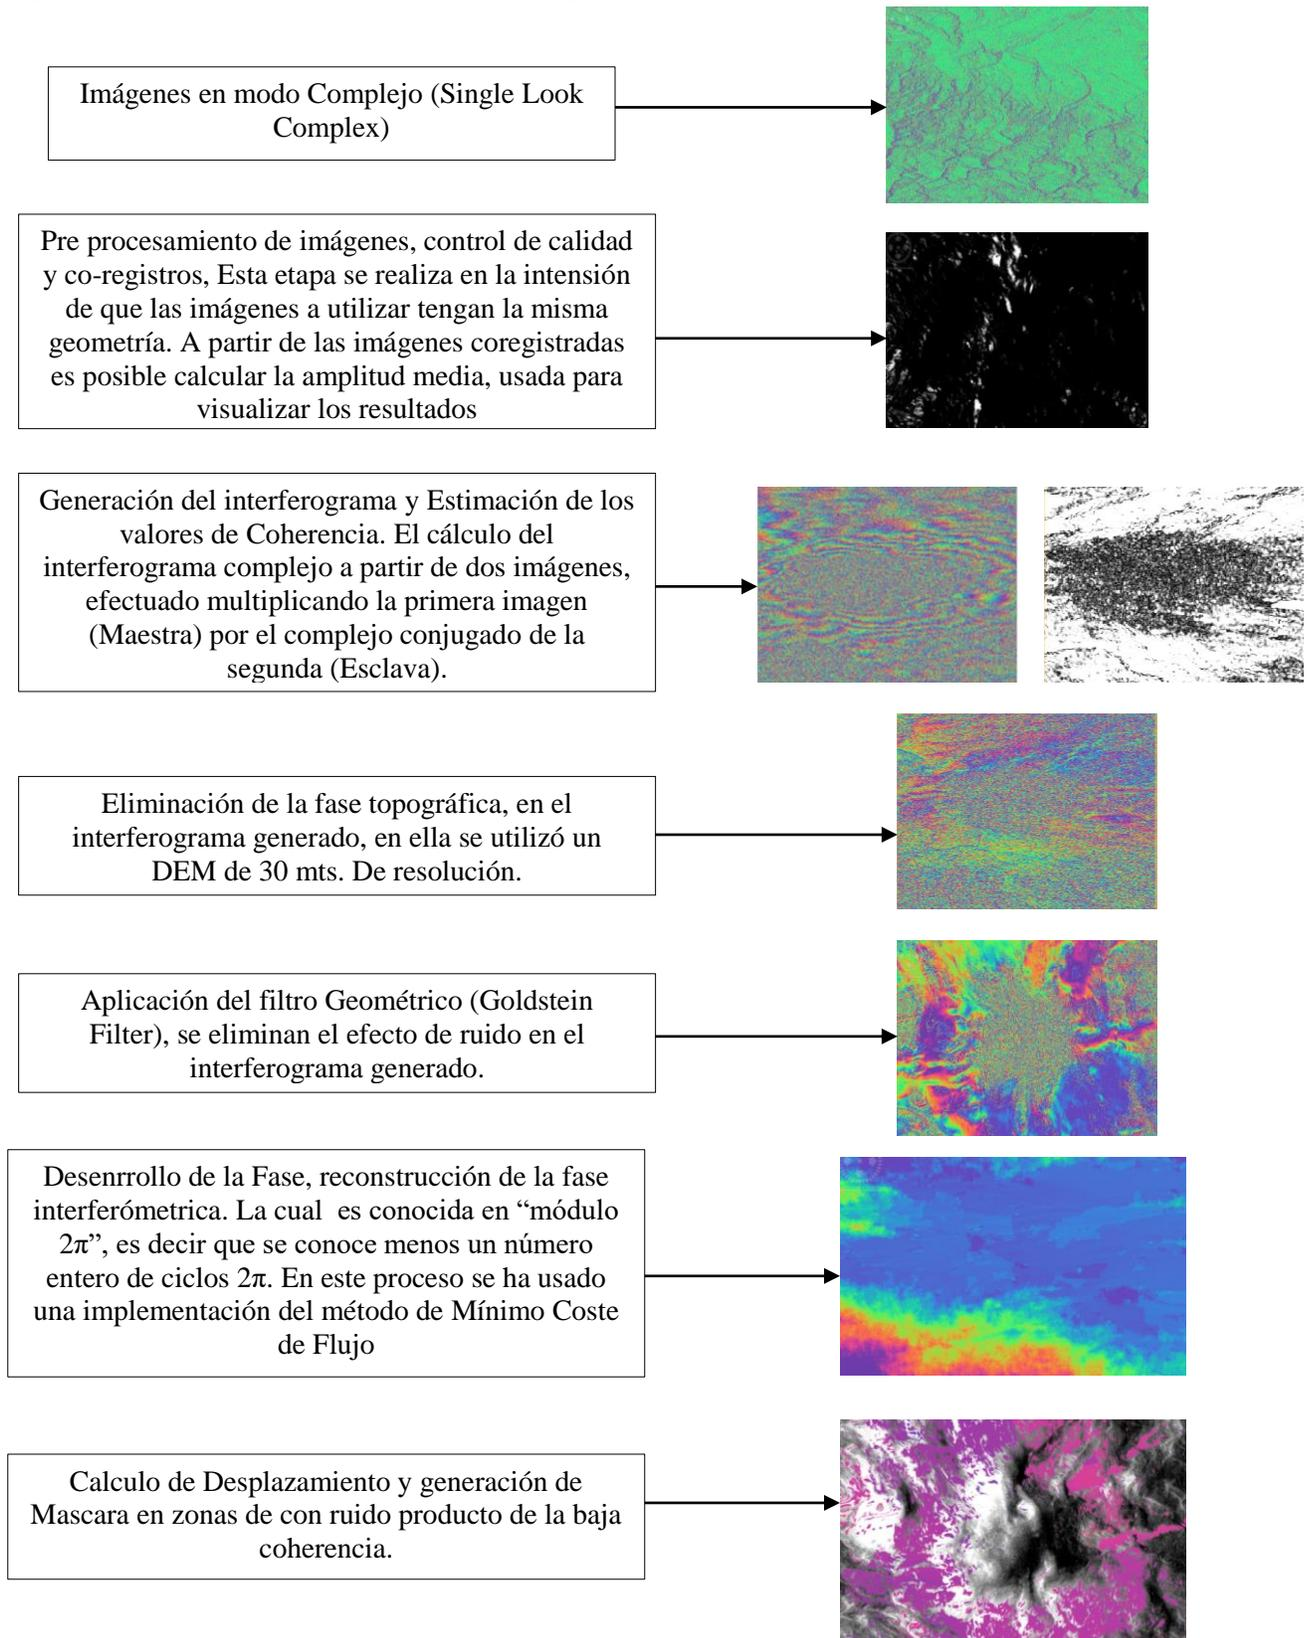 Imágenes en modo Complejo (Single Look
Complex)
Pre procesamiento de imágenes, control de calidad
y co-registros, Esta etapa se realiza en la intensión
de que las imágenes a utilizar tengan la misma
geometría. A partir de las imágenes coregistradas
es posible calcular la amplitud media, usada para
visualizar los resultados
Generación del interferograma y Estimación de los
valores de Coherencia. El cálculo del
interferograma complejo a partir de dos imágenes,
efectuado multiplicando la primera imagen
(Maestra) por el complejo conjugado de la
segunda (Esclava).
Eliminación de la fase topográfica, en el
interferograma generado, en ella se utilizó un
DEM de 30 mts. De resolución.
Aplicación del filtro Geométrico (Goldstein
Filter), se eliminan el efecto de ruido en el
interferograma generado.
Desenrrollo de la Fase, reconstrucción de la fase
interferómetrica. La cual es conocida en “módulo
2π”, es decir que se conoce menos un número
entero de ciclos 2π. En este proceso se ha usado
una implementación del método de Mínimo Coste
de Flujo
Calculo de Desplazamiento y generación de
Mascara en zonas de con ruido producto de la baja
coherencia.